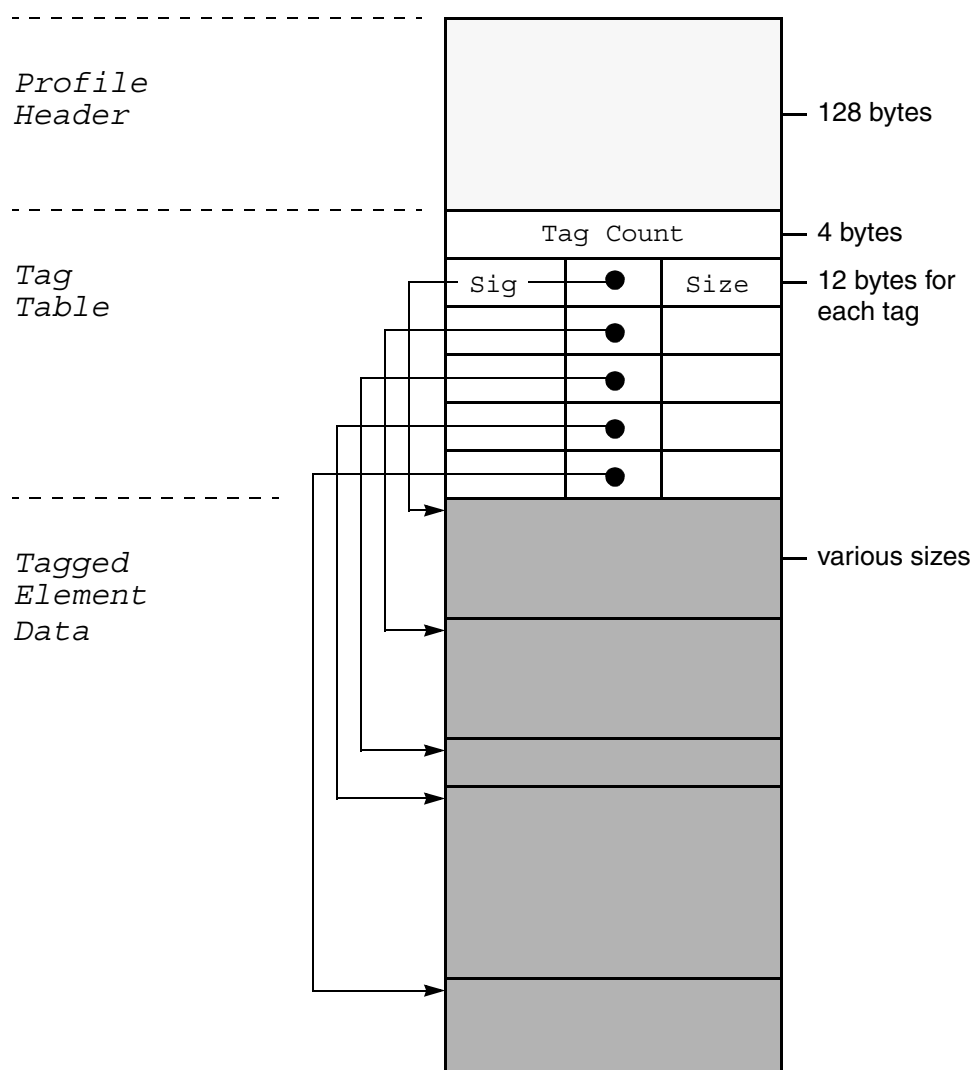 Profile
Header
128 bytes
Tag Count
4 bytes
Tag
Table
Sig
Size
12 bytes for
each tag
Tagged
Element
Data
various sizes